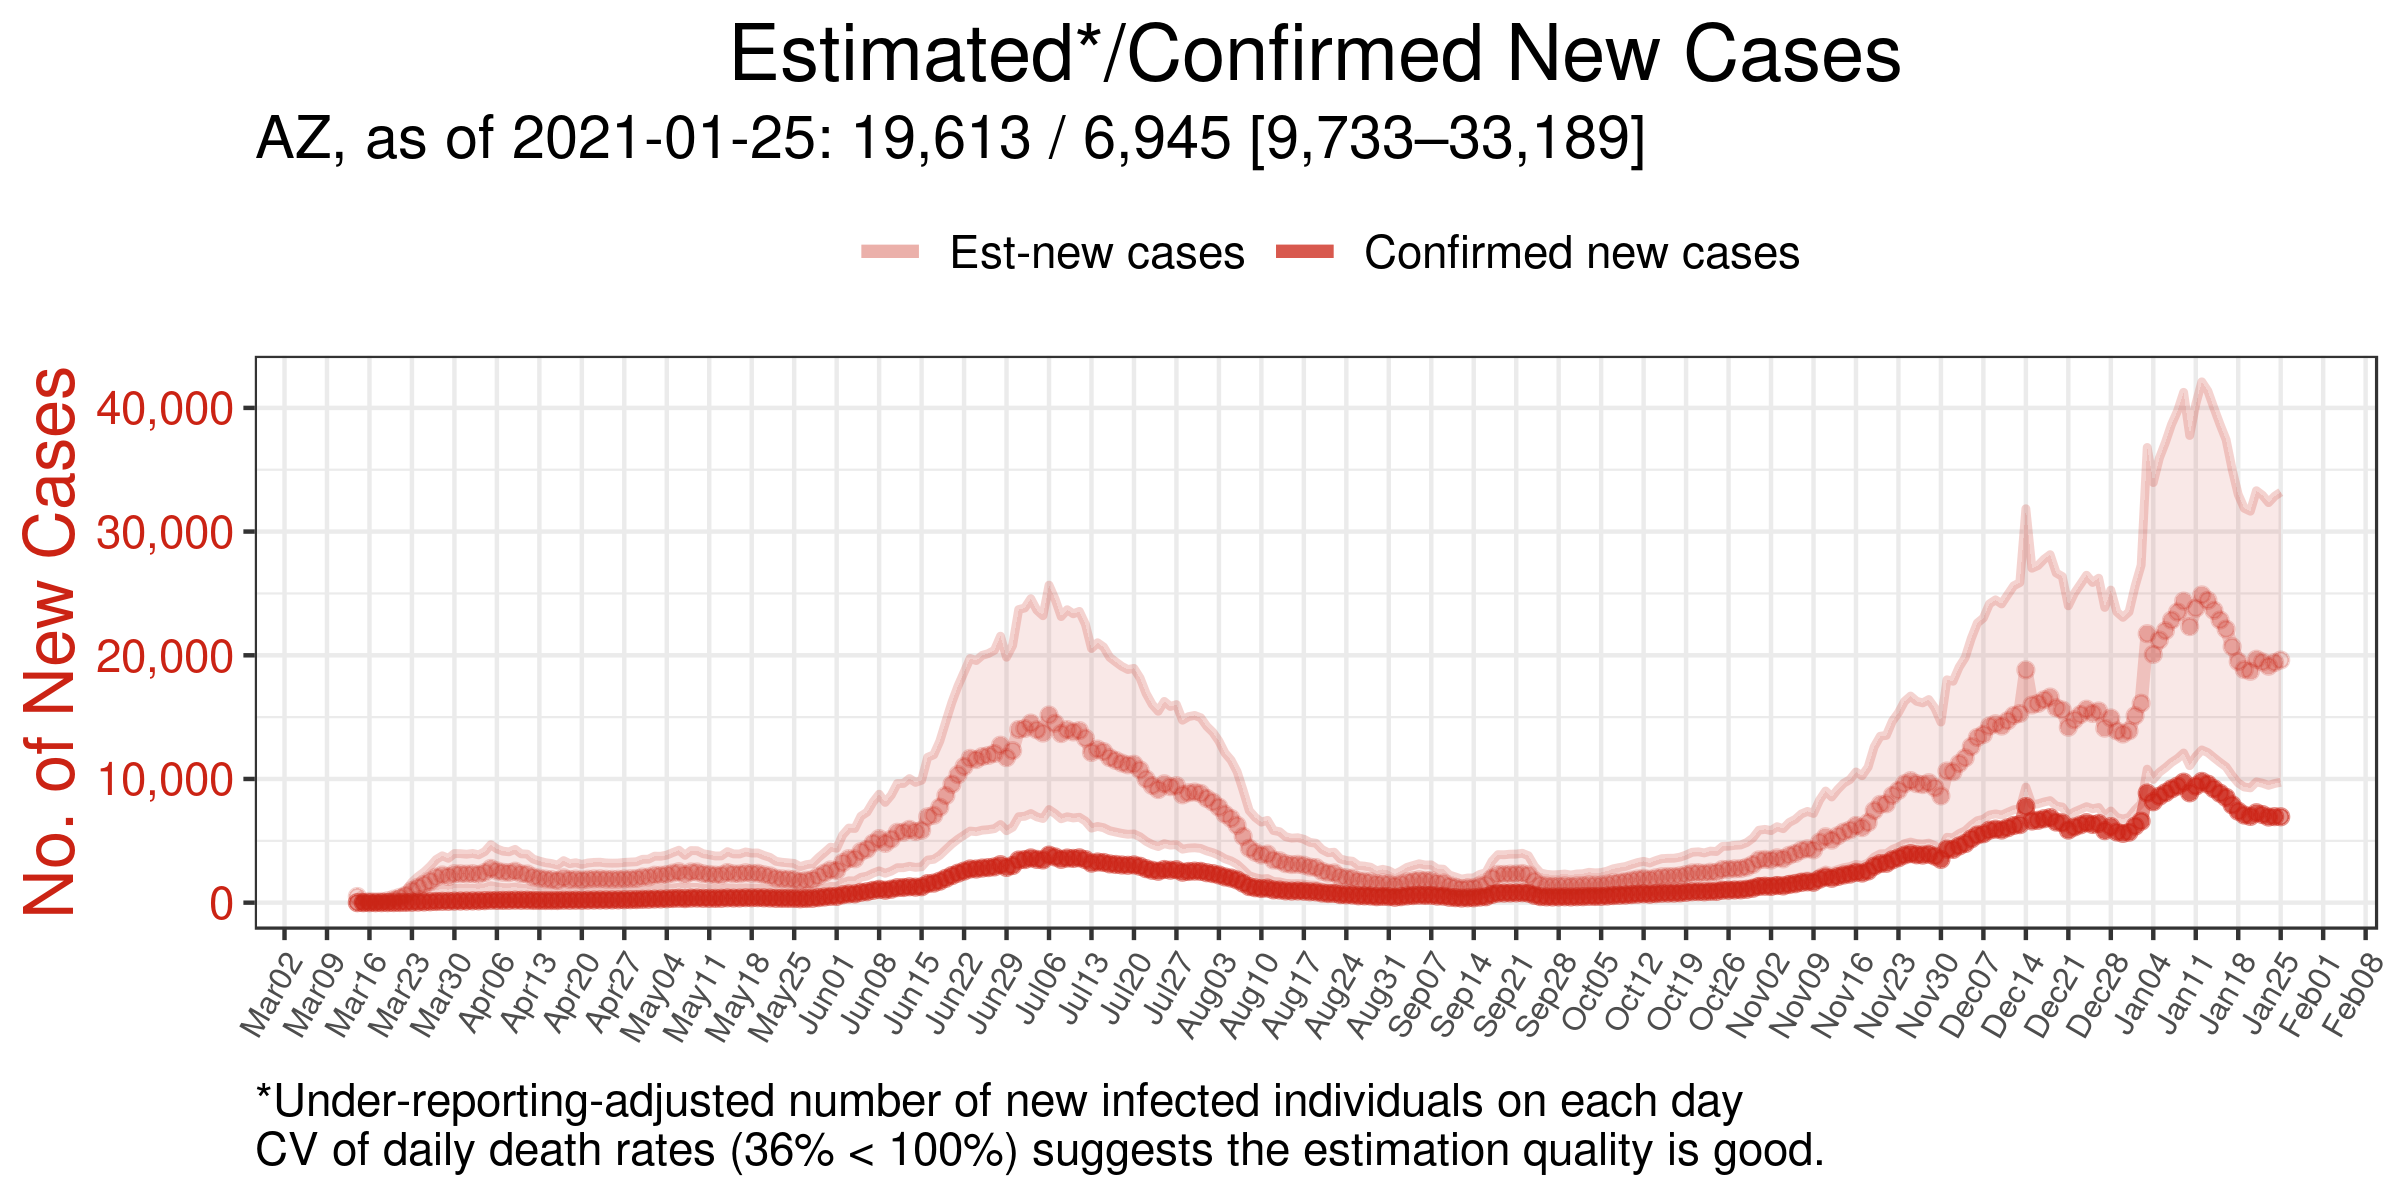 Estimated*/Confirmed New Cases
AZ, as of 2021-01-25: 19,613 / 6,945 [9,733–33,189]
Est-new cases
Confirmed new cases
No. of New Cases
40,000
30,000
20,000
10,000
0
Mar02
Mar09
Mar16
Mar23
Mar30
Apr06
Apr13
Apr20
Apr27
May04
May11
May18
May25
Jun01
Jun08
Jun15
Jun22
Jun29
Jul06
Jul13
Jul20
Jul27
Aug03
Aug10
Aug17
Aug24
Aug31
Sep07
Sep14
Sep21
Sep28
Oct05
Oct12
Oct19
Oct26
Nov02
Nov09
Nov16
Nov23
Nov30
Dec07
Dec14
Dec21
Dec28
Jan04
Jan11
Jan18
Jan25
Feb01
Feb08
*Under-reporting-adjusted number of new infected individuals on each day
CV of daily death rates (36% < 100%) suggests the estimation quality is good.